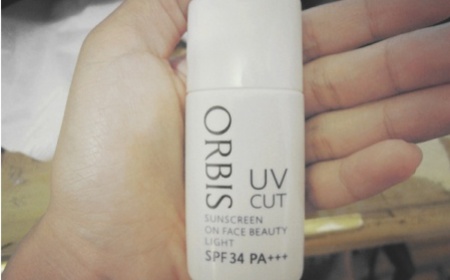 ORBIS
UV
CUT
SUNSCREEN
ON FACE BEAUTY
LIGHT
SPF34 PA+++